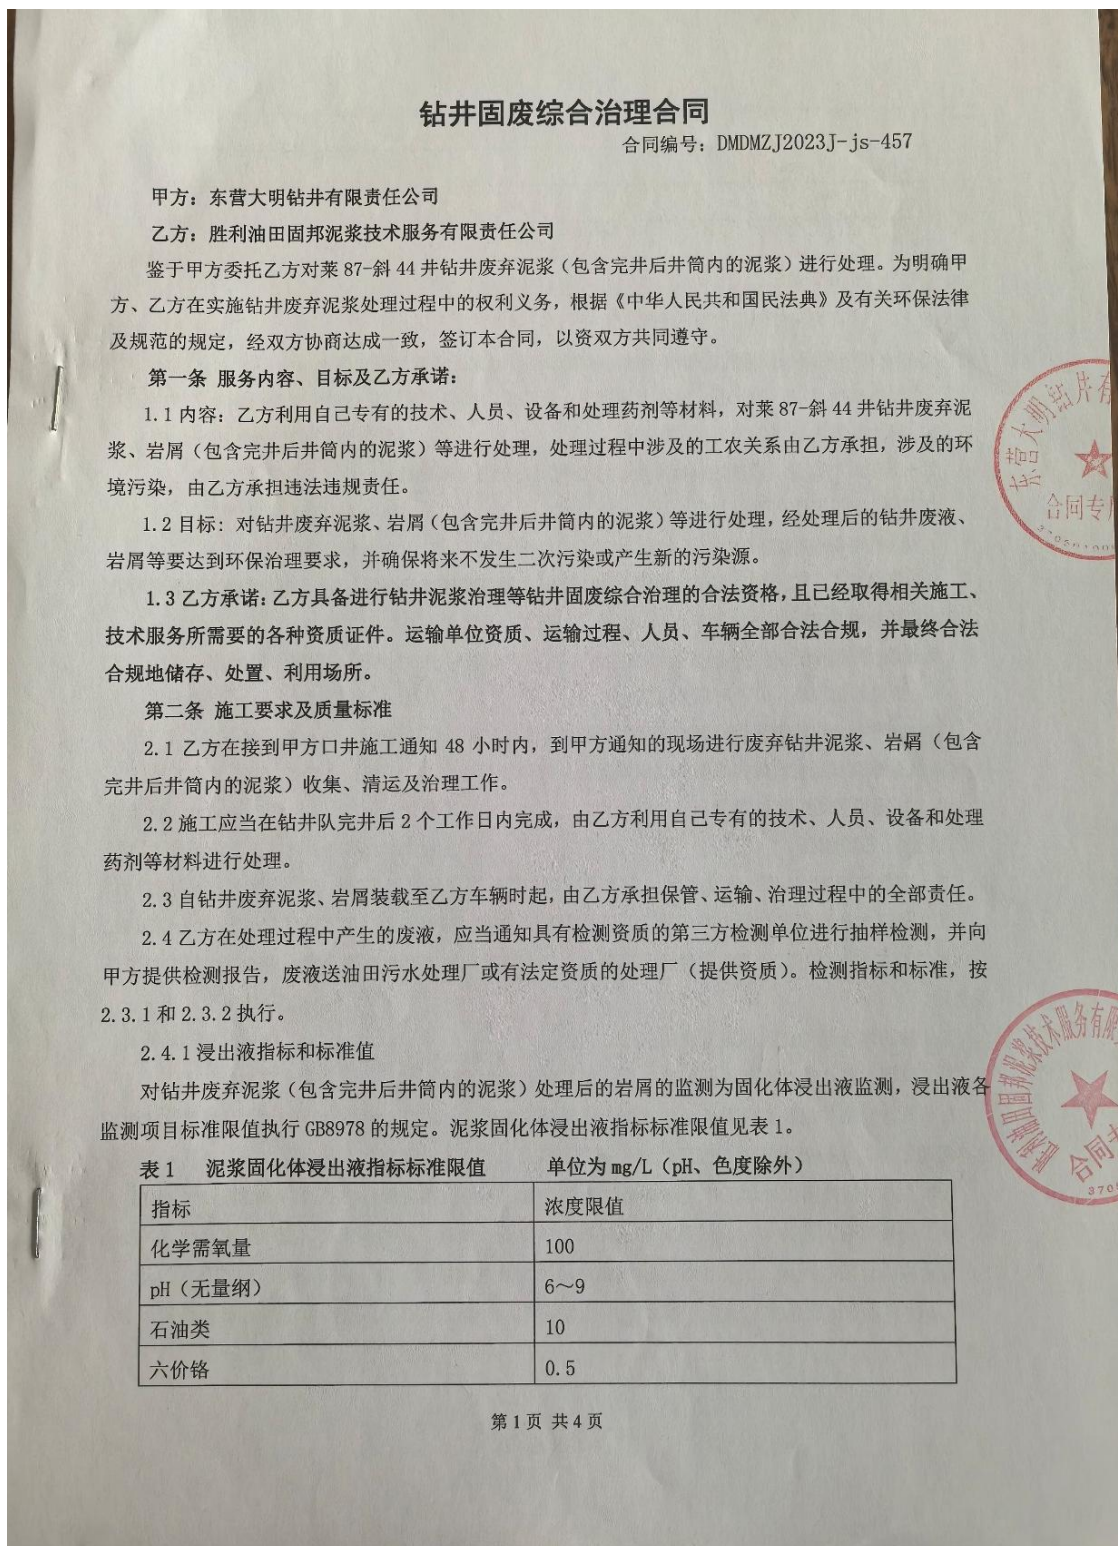 钻井固废综合治理合同
合同编号：DMDMZJ2023J-js-457
甲方：东营大明钻井有限责任公司
乙方：胜利油田固邦泥浆技术服务有限责任公司
鉴于甲方委托乙方对莱 87-斜 44 井钻井废弃泥浆（包含完井后井筒内的泥浆）进行处理。为明确甲
方、乙方在实施钻井废弃泥浆处理过程中的权利义务，根据《中华人民共和国民法典》及有关环保法律
及规范的规定，经双方协商达成一致，签订本合同，以资双方共同遵守。
第一条 服务内容、目标及乙方承诺：
1.1 内容：乙方利用自己专有的技术、人员、设备和处理药剂等材料，对莱 87-斜 44 井钻井废弃泥
浆、岩屑（包含完井后井筒内的泥浆）等进行处理，处理过程中涉及的工农关系由乙方承担，涉及的环
境污染，由乙方承担违法违规责任。
1.2 目标：对钻井废弃泥浆、岩屑（包含完井后井筒内的泥浆）等进行处理，经处理后的钻井废液、
岩屑等要达到环保治理要求，并确保将来不发生二次污染或产生新的污染源。
1.3 乙方承诺：乙方具备进行钻井泥浆治理等钻井固废综合治理的合法资格，且已经取得相关施工、
技术服务所需要的各种资质证件。运输单位资质、运输过程、人员、车辆全部合法合规，并最终合法
合规地储存、处置、利用场所。
第二条 施工要求及质量标准
2.1 乙方在接到甲方口井施工通知 48 小时内，到甲方通知的现场进行废弃钻井泥浆、岩屑（包含
完井后井筒内的泥浆）收集、清运及治理工作。
2.2 施工应当在钻井队完井后 2 个工作日内完成，由乙方利用自己专有的技术、人员、设备和处理
药剂等材料进行处理。
2.3 自钻井废弃泥浆、岩屑装载至乙方车辆时起，由乙方承担保管、运输、治理过程中的全部责任。
2.4 乙方在处理过程中产生的废液，应当通知具有检测资质的第三方检测单位进行抽样检测，并向
甲方提供检测报告，废液送油田污水处理厂或有法定资质的处理厂（提供资质）。检测指标和标准，按
2.3.1 和 2.3.2 执行。
2.4.1 浸出液指标和标准值
对钻井废弃泥浆（包含完井后井筒内的泥浆）处理后的岩屑的监测为固化体浸出液监测，浸出液各
监测项目标准限值执行 GB8978 的规定。泥浆固化体浸出液指标标准限值见表 1。
表 1 泥浆固化体浸出液指标标准限值 单位为 mg/L（pH、色度除外）
指标 浓度限值
化学需氧量 100
pH（无量纲） 6～9
石油类 10
六价铬 0.5
第 1 页 共 4 页
东营大明钻井有
合同专
胜利油田固邦泥浆技术服务有限
合同专
370